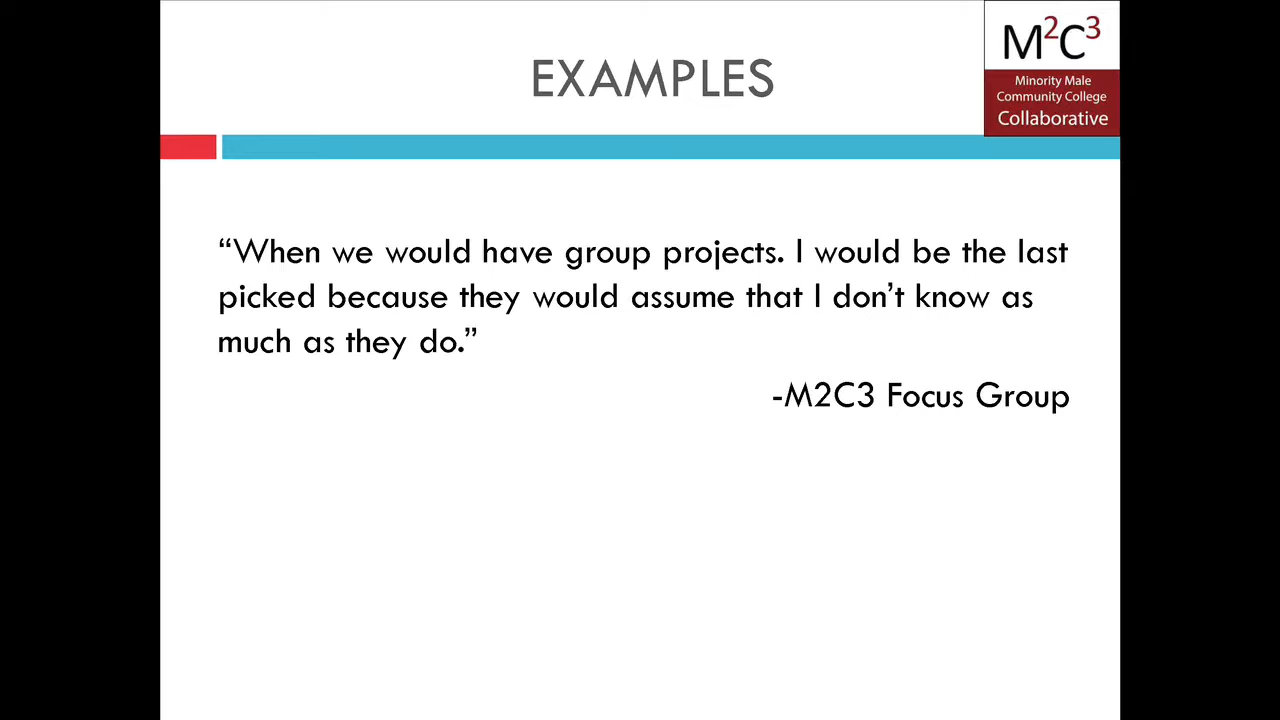 EXAMPLES
M2C3
Minority Male
Community College
Collaborative
“When we would have group projects. I would be the last
picked because they would assume that I don’t know as
much as they do.”
-M2C3 Focus Group